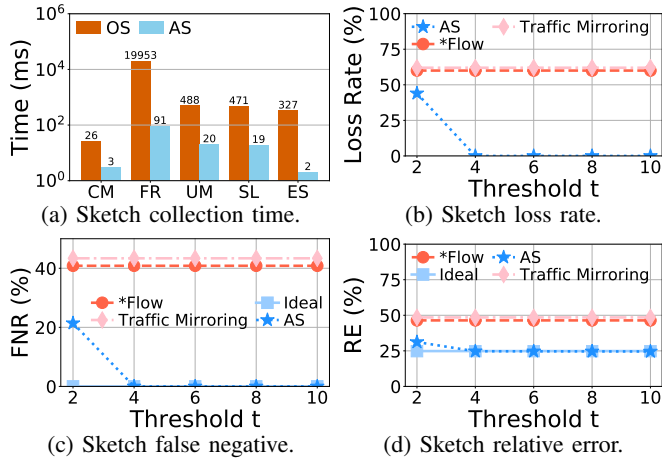 10^6
10^4
10^2
10^0
Time (ms)
OS AS
26 3 19953 91 488 20 471 19 327 2
CM FR UM SL ES
(a) Sketch collection time.
100
75
50
25
0
Loss Rate (%)
AS Traffic Mirroring
*Flow
2 4 6 8 10
Threshold t
(b) Sketch loss rate.
40
20
0
FNR (%)
*Flow Ideal
Traffic Mirroring AS
2 4 6 8 10
Threshold t
(c) Sketch false negative.
100
75
50
25
0
RE (%)
*Flow AS
Ideal Traffic Mirroring
2 4 6 8 10
Threshold t
(d) Sketch relative error.